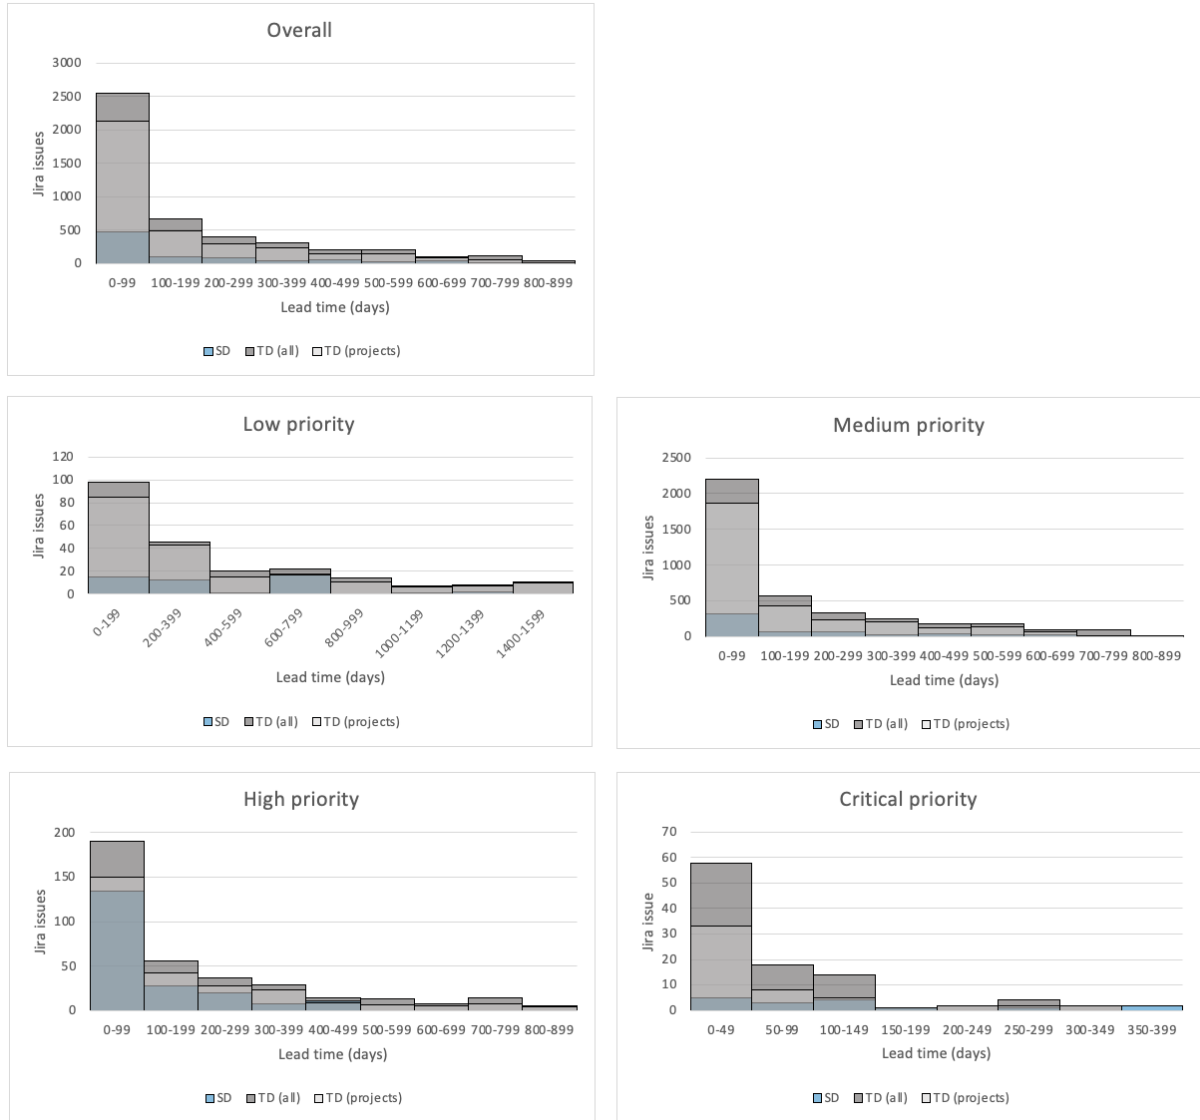 Overall
3000
2500
2000
1500
1000
500
0
Jira issues
0-99 100-199 200-299 300-399 400-499 500-599 600-699 700-799 800-899
Lead time (days)
SD TD (all) TD (projects)
Low priority
120
100
80
60
40
20
0
Jira issues
0-199 200-399 400-599 600-799 800-999 1000-1199 1200-1399 1400-1599
Lead time (days)
SD TD (all) TD (projects)
Medium priority
2500
2000
1500
1000
500
0
Jira issues
0-99 100-199 200-299 300-399 400-499 500-599 600-699 700-799 800-899
Lead time (days)
SD TD (all) TD (projects)
High priority
200
150
100
50
0
Jira issues
0-99 100-199 200-299 300-399 400-499 500-599 600-699 700-799 800-899
Lead time (days)
SD TD (all) TD (projects)
Critical priority
70
60
50
40
30
20
10
0
Jira issue
0-49 50-99 100-149 150-199 200-249 250-299 300-349 350-399
Lead time (days)
SD TD (all) TD (projects)